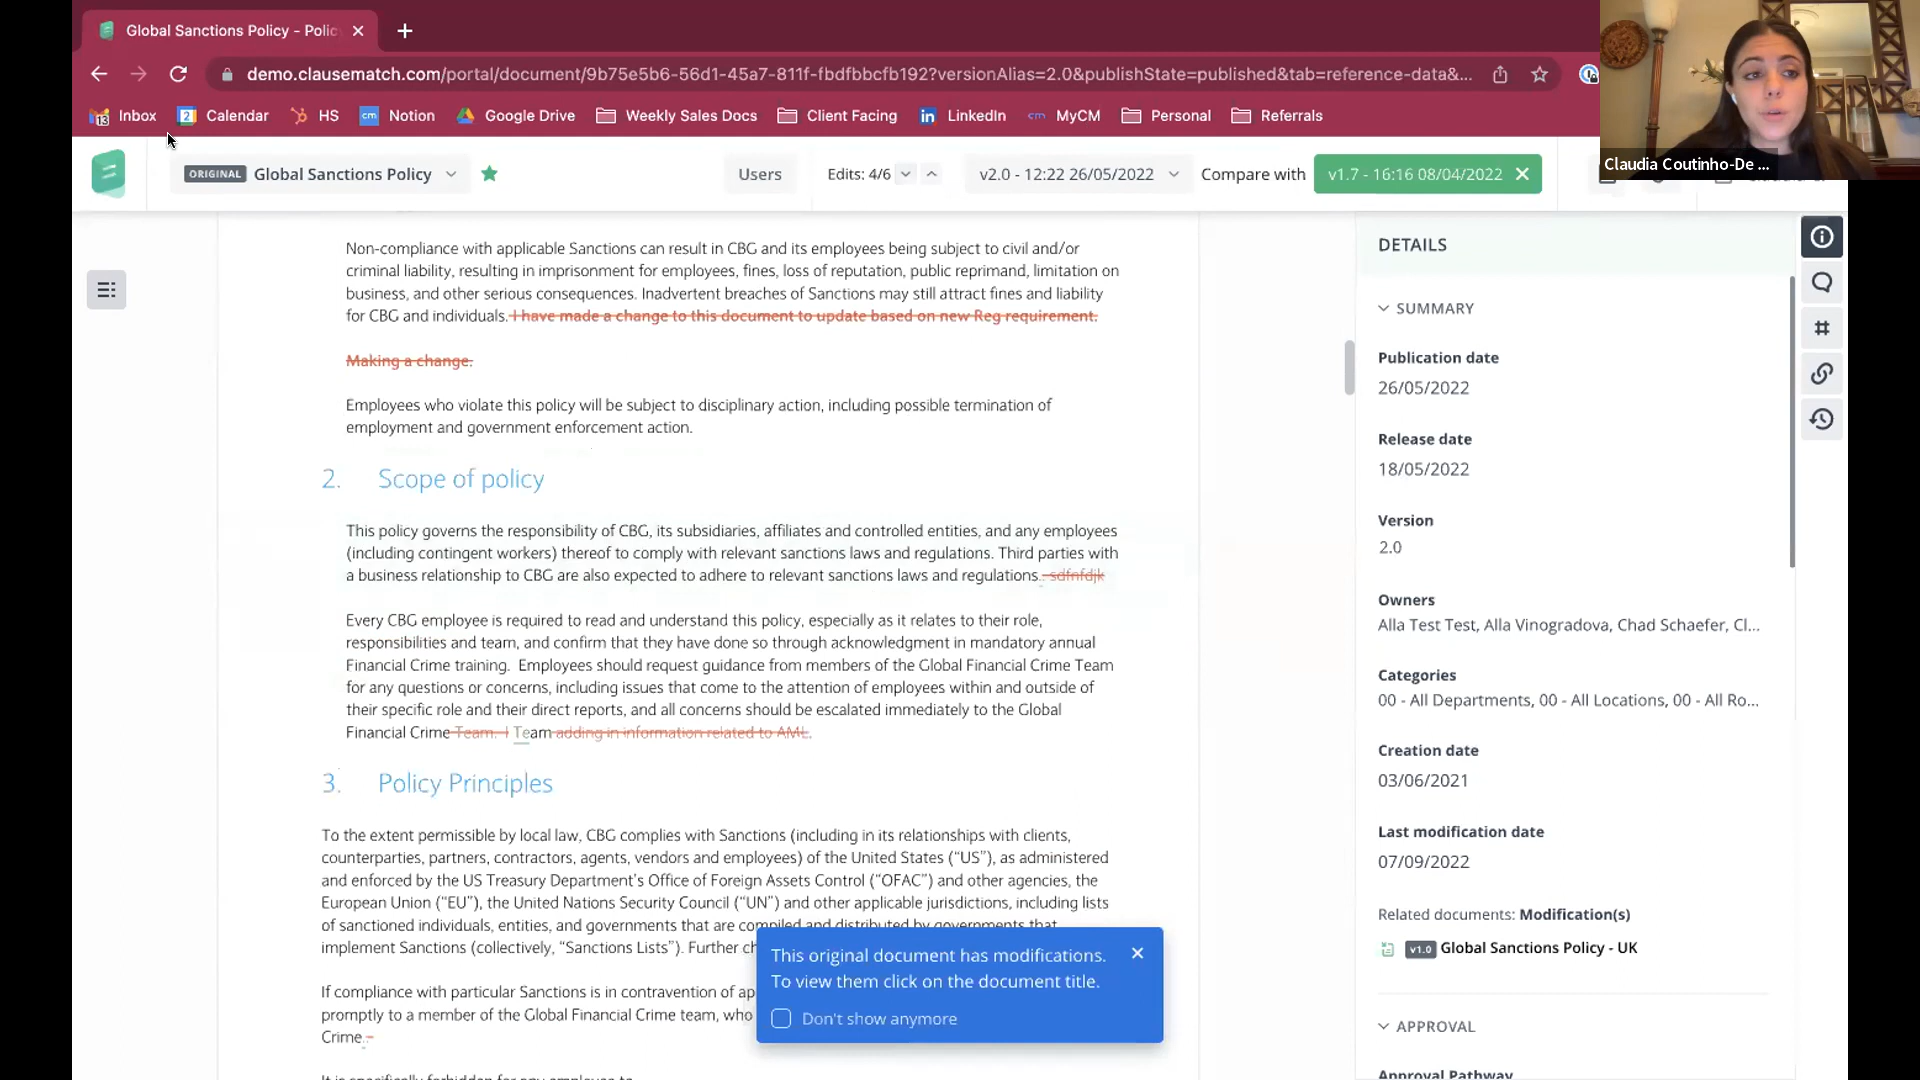 Global Sanctions Policy - Polic
demo.clausematch.com/portal/document/9b75e5b6-56d1-45a7-811f-fbdfbbcfb192?versionAlias=2.0&publishState=published&tab=reference-data&...
13 Inbox 2 Calendar HS cm Notion Google Drive Weekly Sales Docs Client Facing in LinkedIn cm MyCM Personal Referrals
Claudia Coutinho-De ...
ORIGINAL Global Sanctions Policy Users Edits: 4/6 v2.0 - 12:22 26/05/2022 Compare with v1.7 - 16:16 08/04/2022
Non-compliance with applicable Sanctions can result in CBG and its employees being subject to civil and/or
criminal liability, resulting in imprisonment for employees, fines, loss of reputation, public reprimand, limitation on
business, and other serious consequences. Inadvertent breaches of Sanctions may still attract fines and liability
for CBG and individuals. I have made a change to this document to update based on new Reg requirement.
Making a change.
Employees who violate this policy will be subject to disciplinary action, including possible termination of
employment and government enforcement action.
2. Scope of policy
This policy governs the responsibility of CBG, its subsidiaries, affiliates and controlled entities, and any employees
(including contingent workers) thereof to comply with relevant sanctions laws and regulations. Third parties with
a business relationship to CBG are also expected to adhere to relevant sanctions laws and regulations.. sdfnfdjk
Every CBG employee is required to read and understand this policy, especially as it relates to their role,
responsibilities and team, and confirm that they have done so through acknowledgment in mandatory annual
Financial Crime training. Employees should request guidance from members of the Global Financial Crime Team
for any questions or concerns, including issues that come to the attention of employees within and outside of
their specific role and their direct reports, and all concerns should be escalated immediately to the Global
Financial Crime Team. I Team adding in information related to AML.
3. Policy Principles
To the extent permissible by local law, CBG complies with Sanctions (including in its relationships with clients,
counterparties, partners, contractors, agents, vendors and employees) of the United States (“US”), as administered
and enforced by the US Treasury Department's Office of Foreign Assets Control (“OFAC”) and other agencies, the
European Union (“EU”), the United Nations Security Council (“UN”) and other applicable jurisdictions, including lists
of sanctioned individuals, entities, and governments that are compiled and distributed by governments that
implement Sanctions (collectively, “Sanctions Lists”). Further
If compliance with particular Sanctions is in contravention of
promptly to a member of the Global Financial Crime team, who
Crime.
It is specifically forbidden for any employee to
This original document has modifications.
To view them click on the document title.
Don't show anymore
DETAILS
SUMMARY
Publication date
26/05/2022
Release date
18/05/2022
Version
2.0
Owners
Alla Test Test, Alla Vinogradova, Chad Schaefer, Cl...
Categories
00 - All Departments, 00 - All Locations, 00 - All Ro...
Creation date
03/06/2021
Last modification date
07/09/2022
Related documents: Modification(s)
v1.0 Global Sanctions Policy - UK
APPROVAL
Approval Pathway